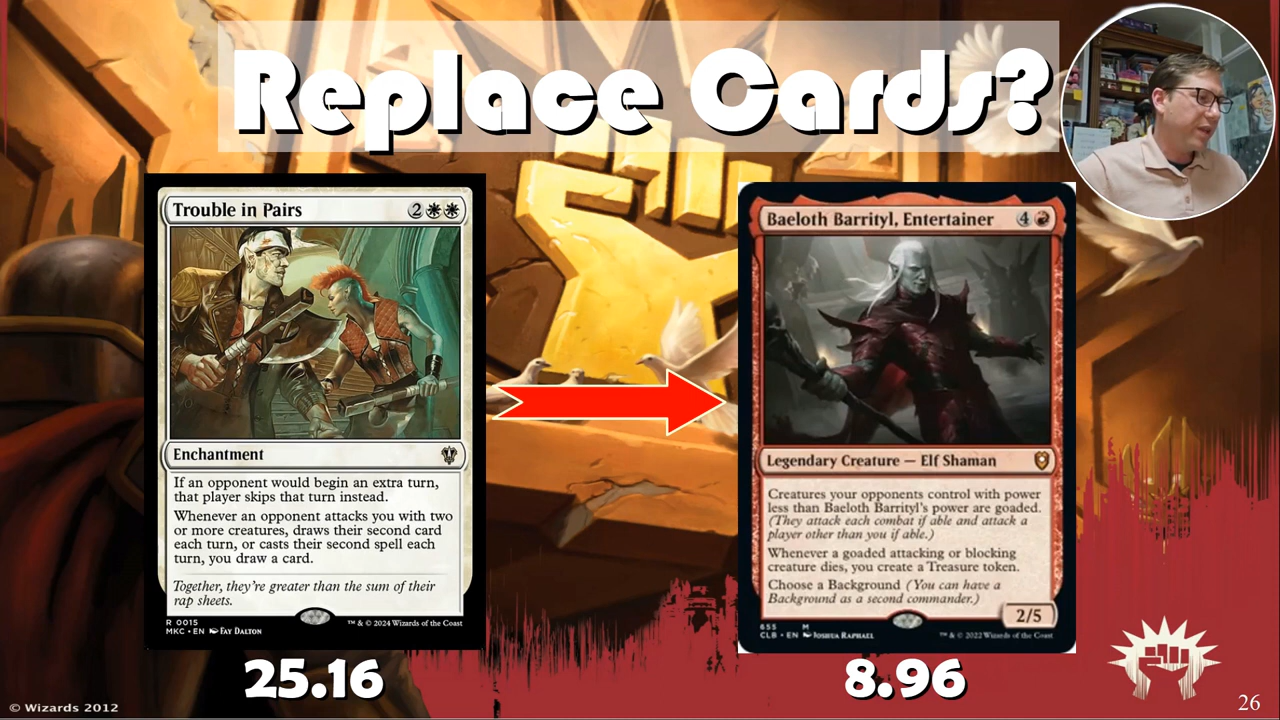 Replace Cards?
Trouble in Pairs 2
Enchantment
If an opponent would begin an extra turn,
that player skips that turn instead.
Whenever an opponent attacks you with two
or more creatures, draws their second card
each turn, or casts their second spell each
turn, you draw a card.
Together, they're greater than the sum of their
rap sheets.
R 0015
MKC • EN FAY DALTON
™ & © 2024 Wizards of the Coast
25.16
Baeloth Barrityl, Entertainer 4
Legendary Creature — Elf Shaman
Creatures your opponents control with power
less than Baeloth Barrityl's power are goaded.
(They attack each combat if able and attack a
player other than you if able.)
Whenever a goaded attacking or blocking
creature dies, you create a Treasure token.
Choose a Background (You can have a
Background as a second commander.)
2/5
655 M
CLB • EN JOSHUA RAPHAEL
™ & © 2022 Wizards of the Coast
8.96
© Wizards 2012
26